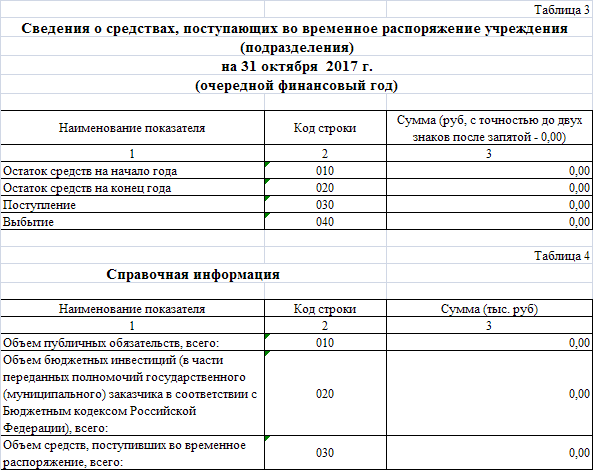 Таблица 3
Сведения о средствах, поступающих во временное распоряжение учреждения
(подразделения)
на 31 октября 2017 г.
(очередной финансовый год)
Наименование показателя
Код строки
Сумма (руб, с точностью до двух
знаков после запятой - 0,00)
1 2 3
Остаток средств на начало года 010 0,00
Остаток средств на конец года 020 0,00
Поступление 030 0,00
Выбытие 040 0,00
Таблица 4
Справочная информация
Наименование показателя Код строки Сумма (тыс. руб)
1 2 3
Объем публичных обязательств, всего: 010 0,00
Объем бюджетных инвестиций (в части
переданных полномочий государственного
(муниципального) заказчика в соответствии с
Бюджетным кодексом Российской
Федерации), всего:
020 0,00
Объем средств, поступивших во временное
распоряжение, всего:
030 0,00